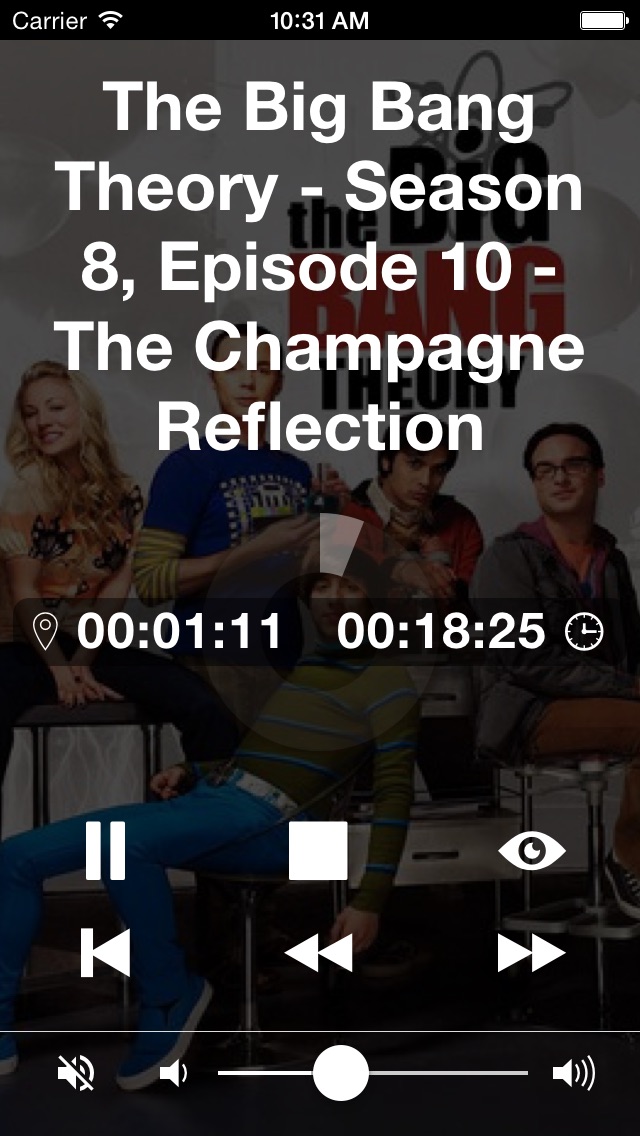 Carrier
10:31 AM
The Big Bang
Theory - Season
8, Episode 10 -
The Champagne
Reflection
the BiG
BANG
THEORY
00:01:11
00:18:25